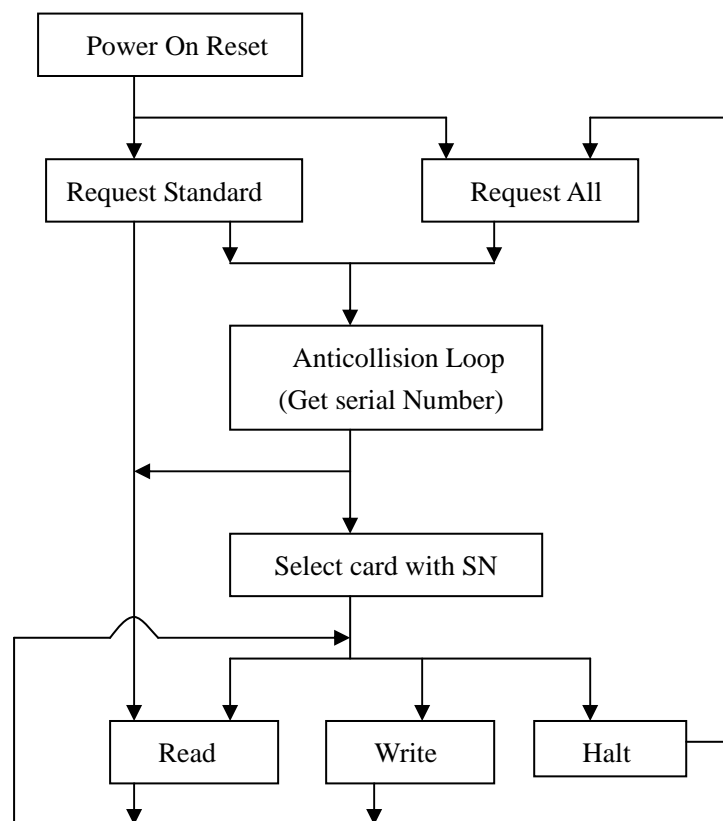 Power On Reset
Request Standard
Request All
Anticollision Loop
(Get serial Number)
Select card with SN
Read
Write
Halt